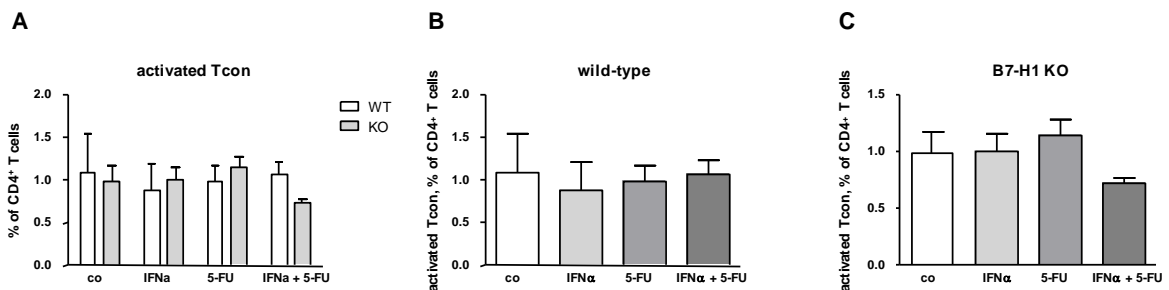 A
activated Tcon
% of CD4+ T cells
2.0
1.5
1.0
0.5
0.0
co IFNa 5-FU IFNa + 5-FU
WT
KO
B
wild-type
activated Tcon, % of CD4+ T cells
2.0
1.5
1.0
0.5
0.0
co IFNα 5-FU IFNα + 5-FU
C
B7-H1 KO
activated Tcon, % of CD4+ T cells
1.5
1.0
0.5
0.0
co IFNα 5-FU IFNα + 5-FU